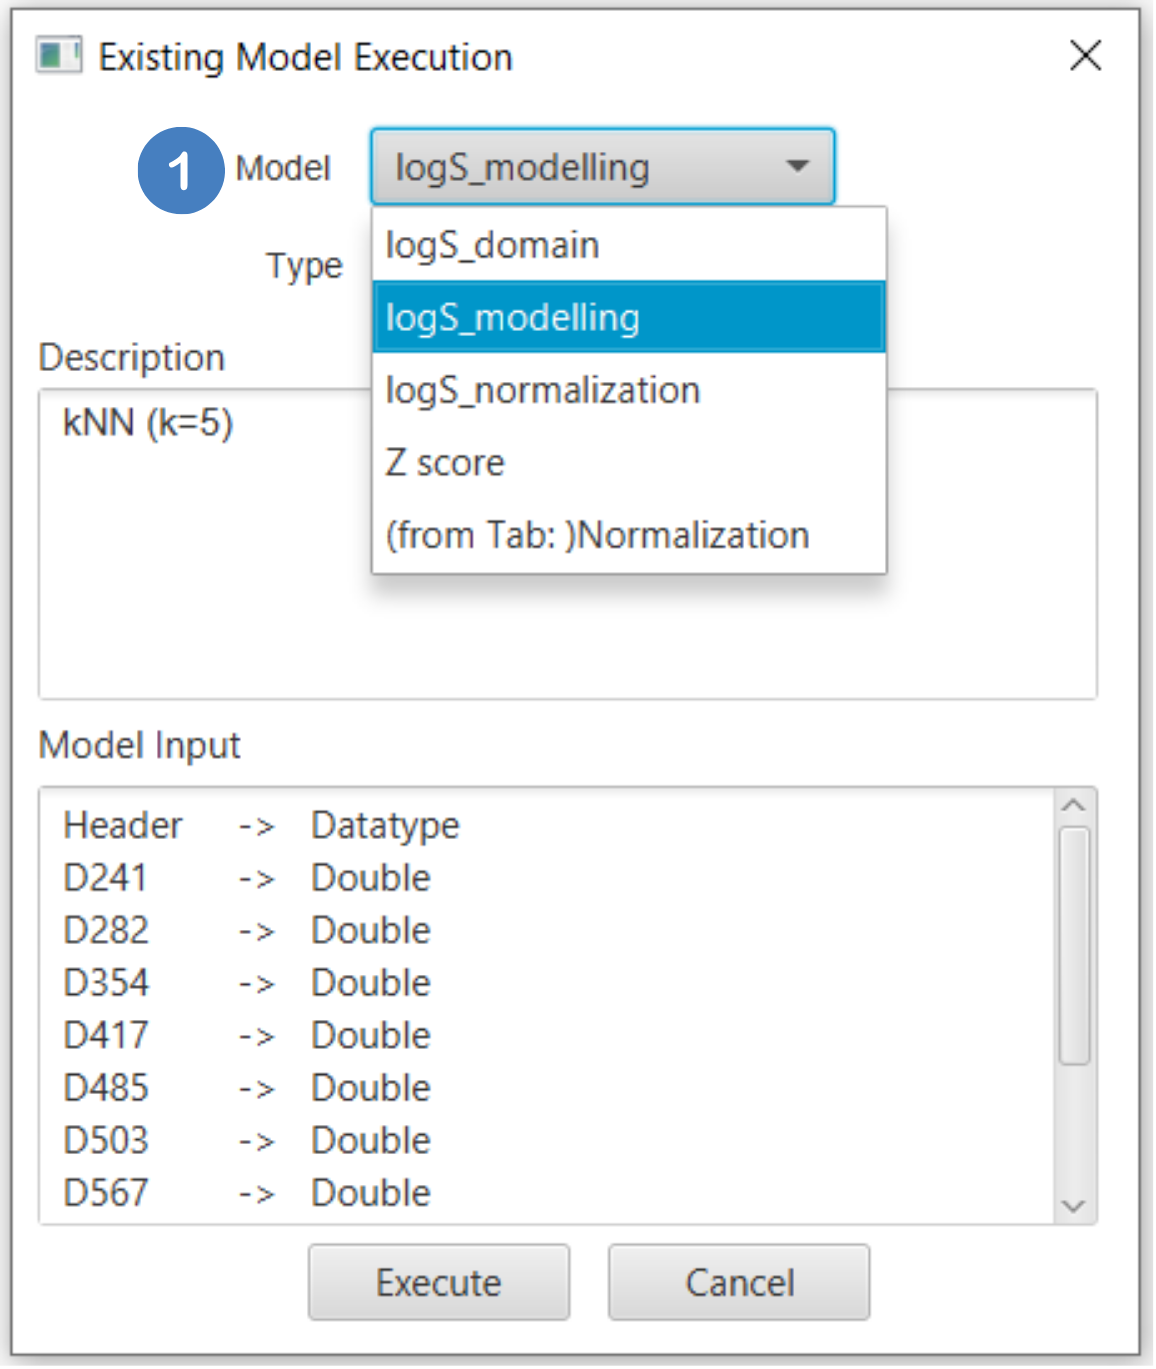 Existing Model Execution
1 Model logS_modelling
logS_domain
Type
logS_modelling
Description
logS_normalization
kNN (k=5)
Z score
(from Tab: )Normalization
Model Input
Header -> Datatype
D241 -> Double
D282 -> Double
D354 -> Double
D417 -> Double
D485 -> Double
D503 -> Double
D567 -> Double
Execute Cancel